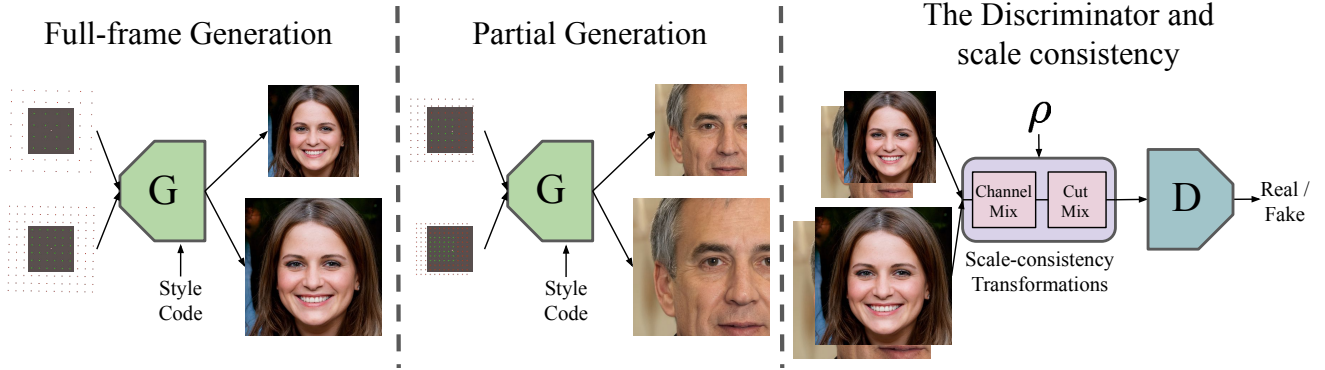 Full-frame Generation
G
Style
Code
Partial Generation
G
Style
Code
The Discriminator and
scale consistency
ρ
Channel
Mix
Cut
Mix
Scale-consistency
Transformations
D
Real /
Fake